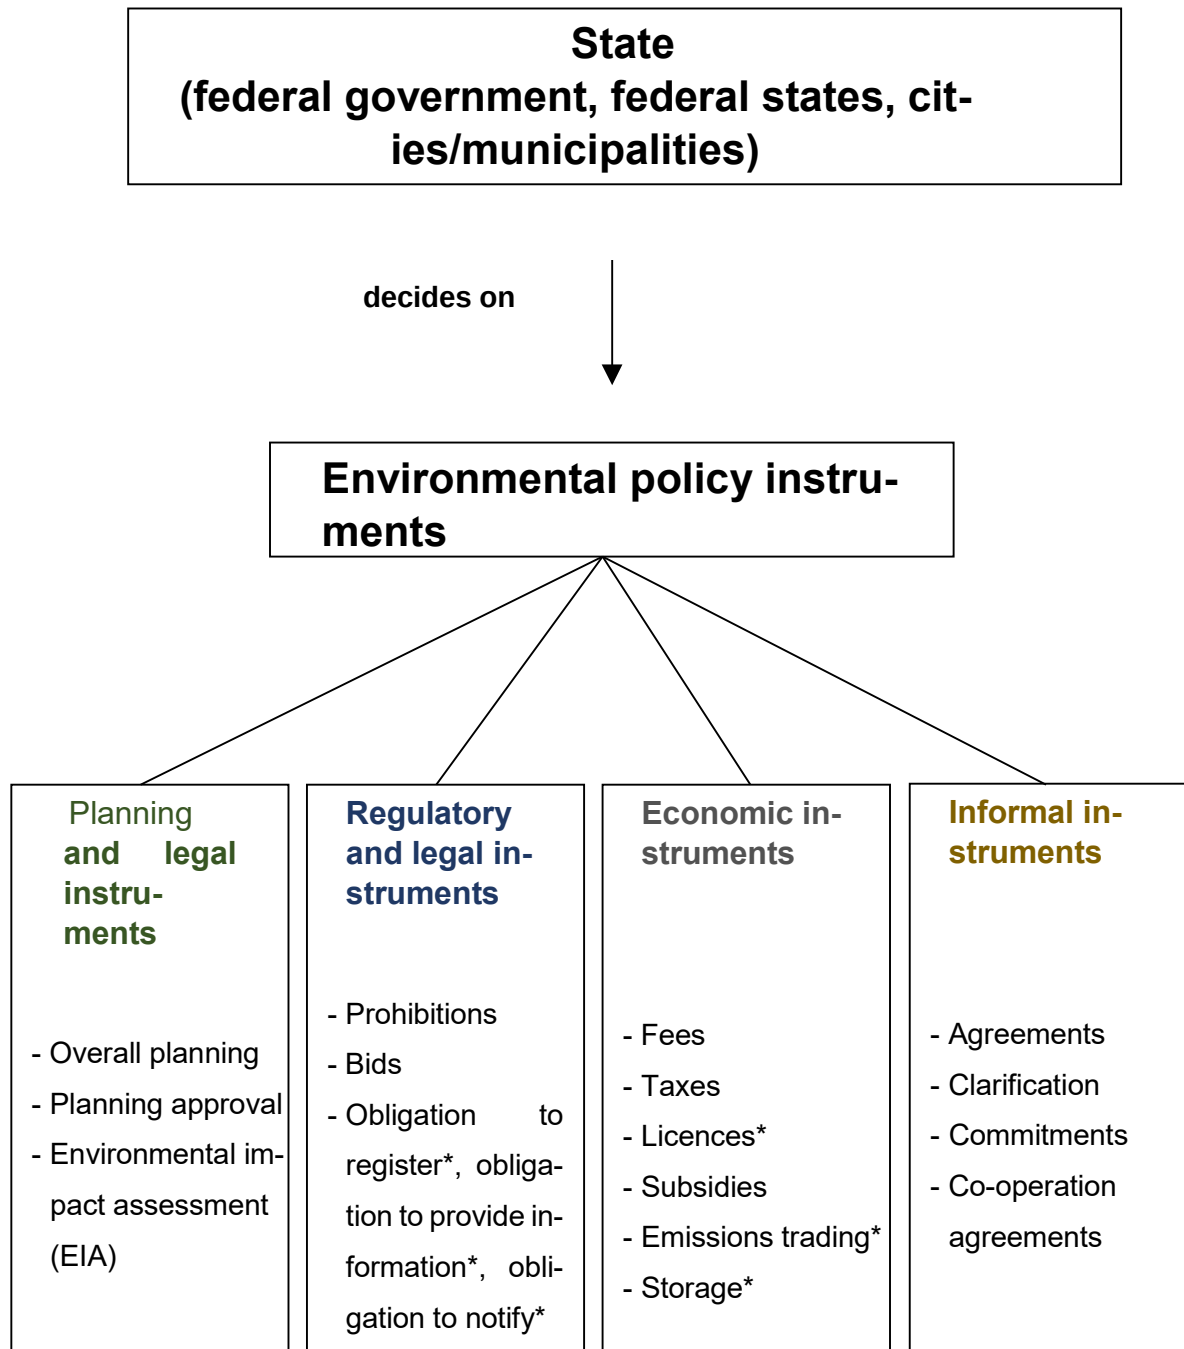 State
(federal government, federal states, cit-
ies/municipalities)
decides on
Environmental policy instru-
ments
Planning
and legal
instru-
ments
- Overall planning
- Planning approval
- Environmental im-
pact assessment
(EIA)
Regulatory
and legal in-
struments
- Prohibitions
- Bids
- Obligation to
register*, obliga-
tion to provide in-
formation*, obli-
gation to notify*
Economic in-
struments
- Fees
- Taxes
- Licences*
- Subsidies
- Emissions trading*
- Storage*
Informal in-
struments
- Agreements
- Clarification
- Commitments
- Co-operation
agreements